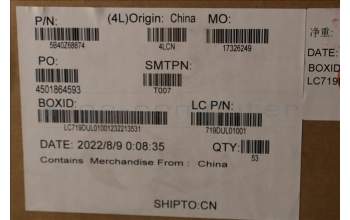 P/N: (4L)Origin: China MO:
5B40Z68674 4LCN 17326249
PO: SMTPN:
4501864593 T007
BOXID: LC P/N:
LC719DUL01001232213531 719DUL01001
DATE: 2022/8/9 0:08:35 QTY:
53
Contains Merchandise From : China
SHIPTO:CN
净重:
DATE:
BOXID
LC719